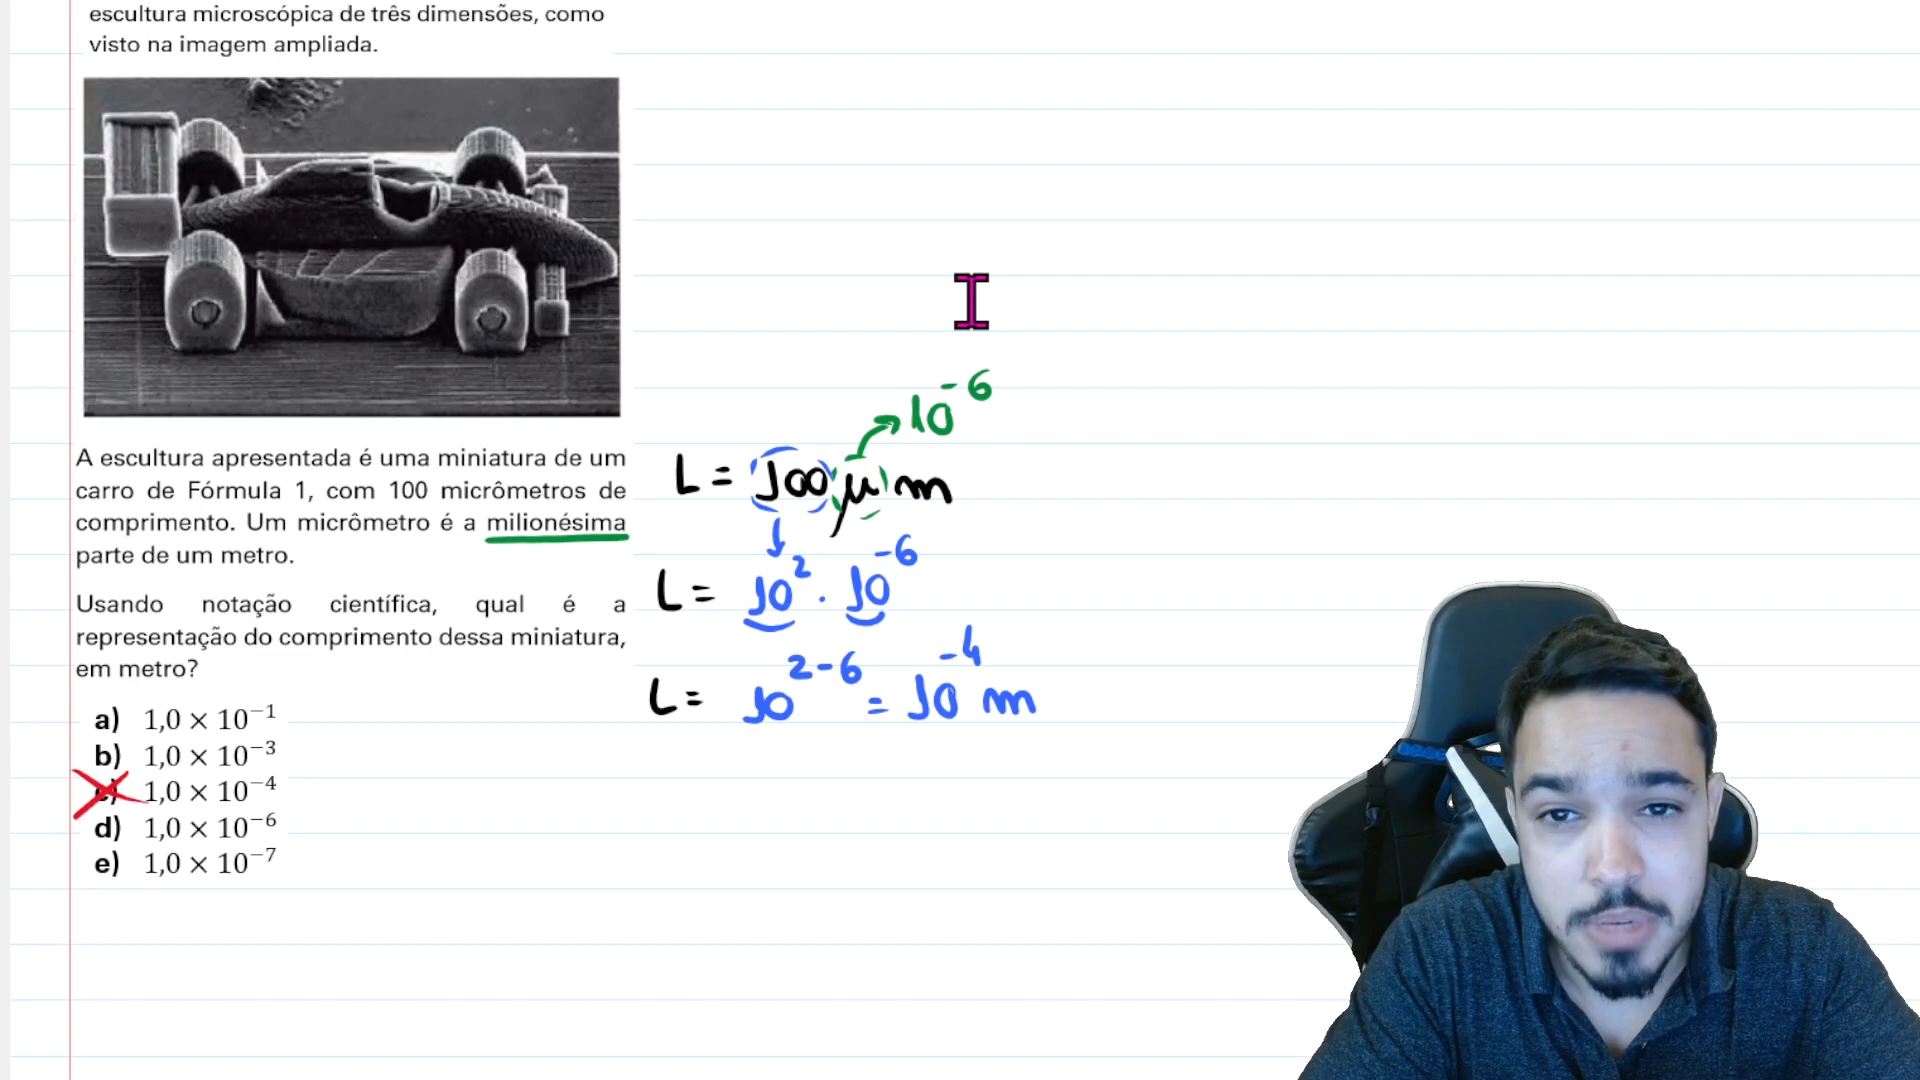 escultura microscópica de três dimensões, como
visto na imagem ampliada.
A escultura apresentada é uma miniatura de um
carro de Fórmula 1, com 100 micrômetros de
comprimento. Um micrômetro é a milionésima
parte de um metro.
Usando notação científica, qual é a
representação do comprimento dessa miniatura,
em metro?
a) 1,0 × 10⁻¹
b) 1,0 × 10⁻³
c) 1,0 × 10⁻⁴
d) 1,0 × 10⁻⁶
e) 1,0 × 10⁻⁷
10⁻⁶
L = 100 μ m
L = 10² · 10⁻⁶
L = 10²⁻⁶ = 10⁻⁴ m